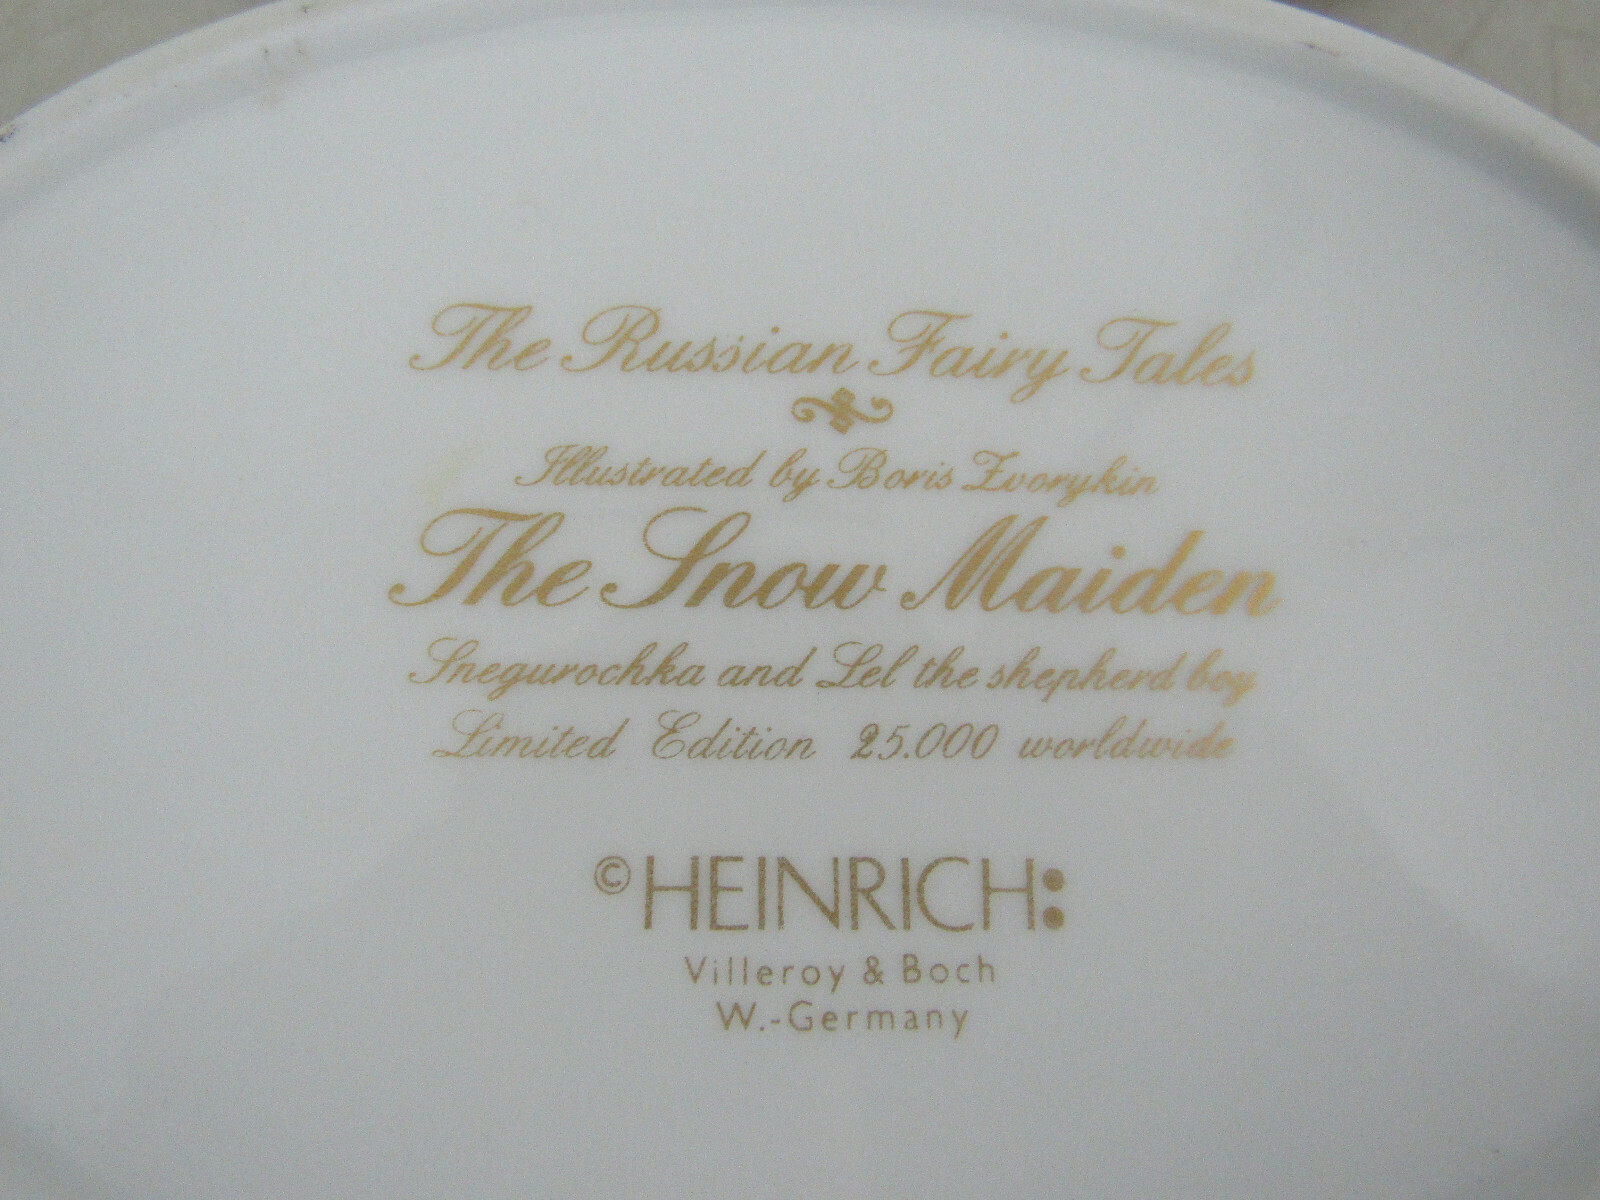 The Russian Fairy Tales
Illustrated by Boris Zvorykin
The Snow Maiden
Snegurochka and Lel the shepherd boy
Limited Edition 25.000 worldwide
©HEINRICH:
Villeroy & Boch
W.-Germany